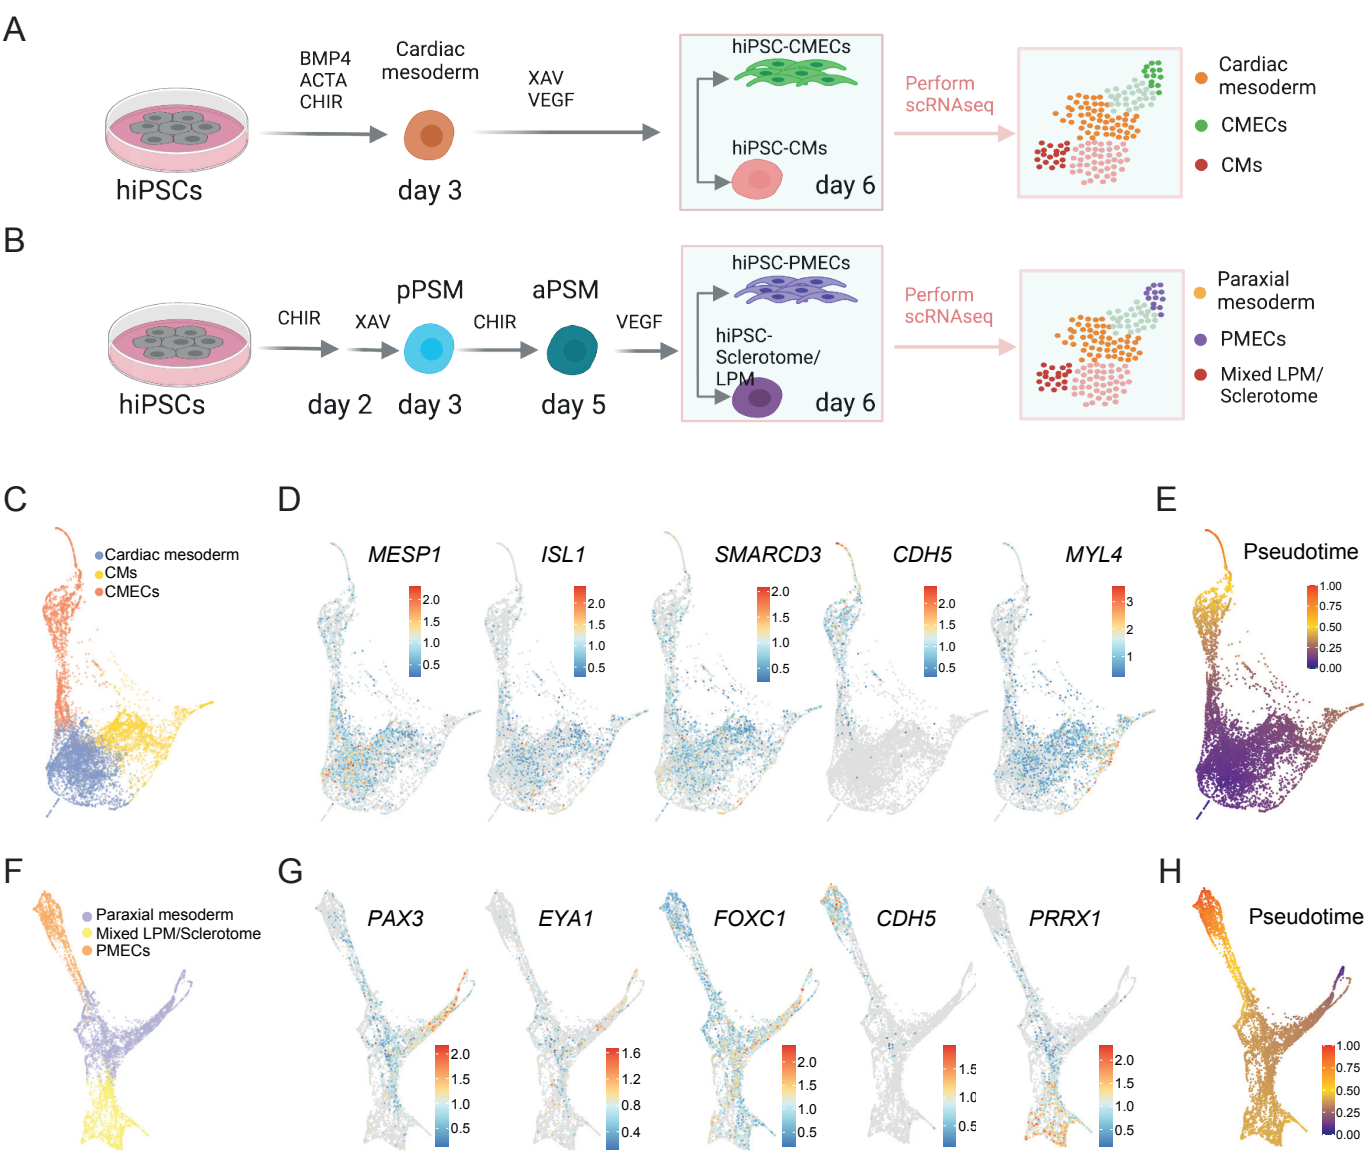 A
BMP4
ACTA
CHIR
Cardiac
mesoderm
XAV
VEGF
hiPSC-CMECs
hiPSC-CMs
day 6
Perform
scRNAseq
Cardiac
mesoderm
CMECs
CMs
hiPSCs
day 3
B
CHIR
XAV
pPSM
CHIR
aPSM
VEGF
hiPSC-PMECs
hiPSC-
Sclerotome/
LPM
day 6
Perform
scRNAseq
Paraxial
mesoderm
PMECs
Mixed LPM/
Sclerotome
hiPSCs
day 2
day 3
day 5
C
Cardiac mesoderm
CMs
CMECs
D
MESP1
2.0
1.5
1.0
0.5
ISL1
2.0
1.5
1.0
0.5
SMARCD3
2.0
1.5
1.0
0.5
CDH5
2.0
1.5
1.0
0.5
MYL4
3
2
1
E
Pseudotime
1.00
0.75
0.50
0.25
0.00
F
Paraxial mesoderm
Mixed LPM/Sclerotome
PMECs
G
PAX3
2.0
1.5
1.0
0.5
EYA1
1.6
1.2
0.8
0.4
FOXC1
2.0
1.5
1.0
0.5
CDH5
1.5
1.0
0.5
PRRX1
2.0
1.5
1.0
0.5
H
Pseudotime
1.00
0.75
0.50
0.25
0.00